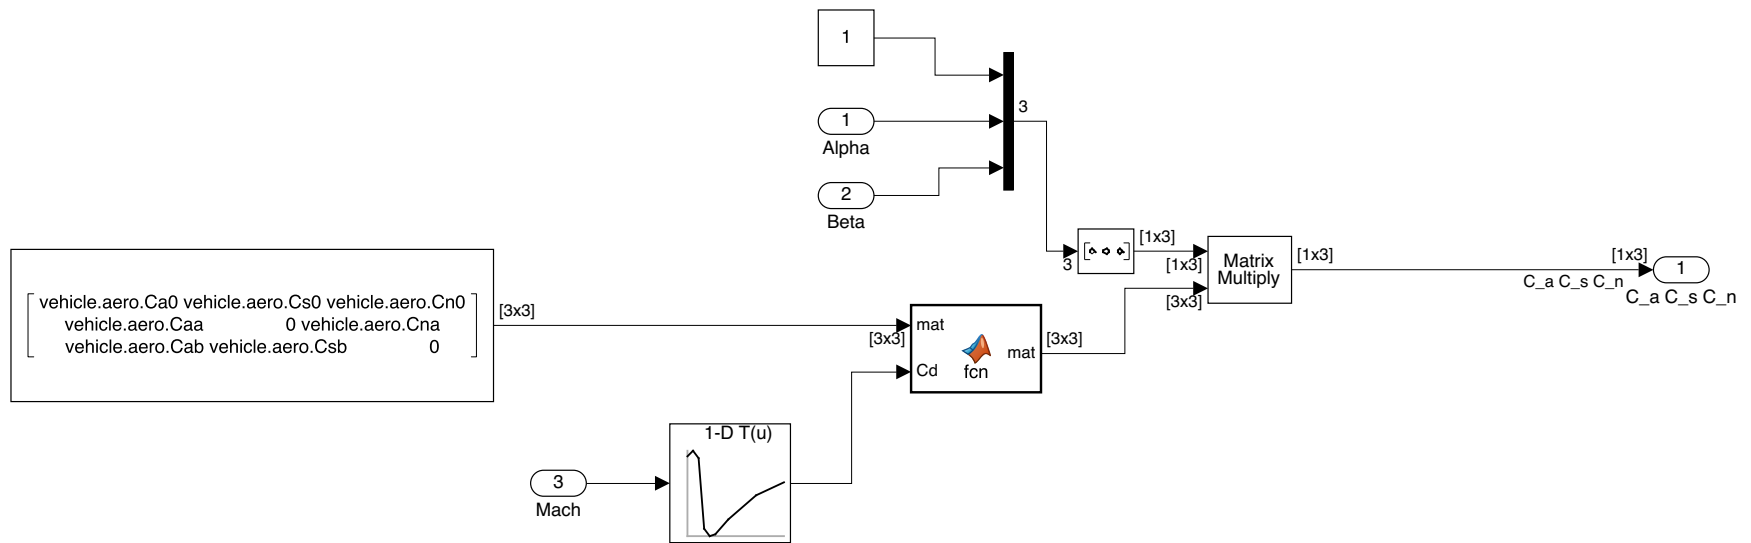 1
3
1
Alpha
2
Beta
[1x3]
3
[1x3]
Matrix
Multiply
[1x3]
[1x3]
1
C_a C_s C_n
C_a C_s C_n
[3x3]
vehicle.aero.Ca0 vehicle.aero.Cs0 vehicle.aero.Cn0
vehicle.aero.Caa 0 vehicle.aero.Cna
vehicle.aero.Cab vehicle.aero.Csb 0
[3x3]
[3x3]
mat
Cd
fcn
mat
[3x3]
1-D T(u)
3
Mach